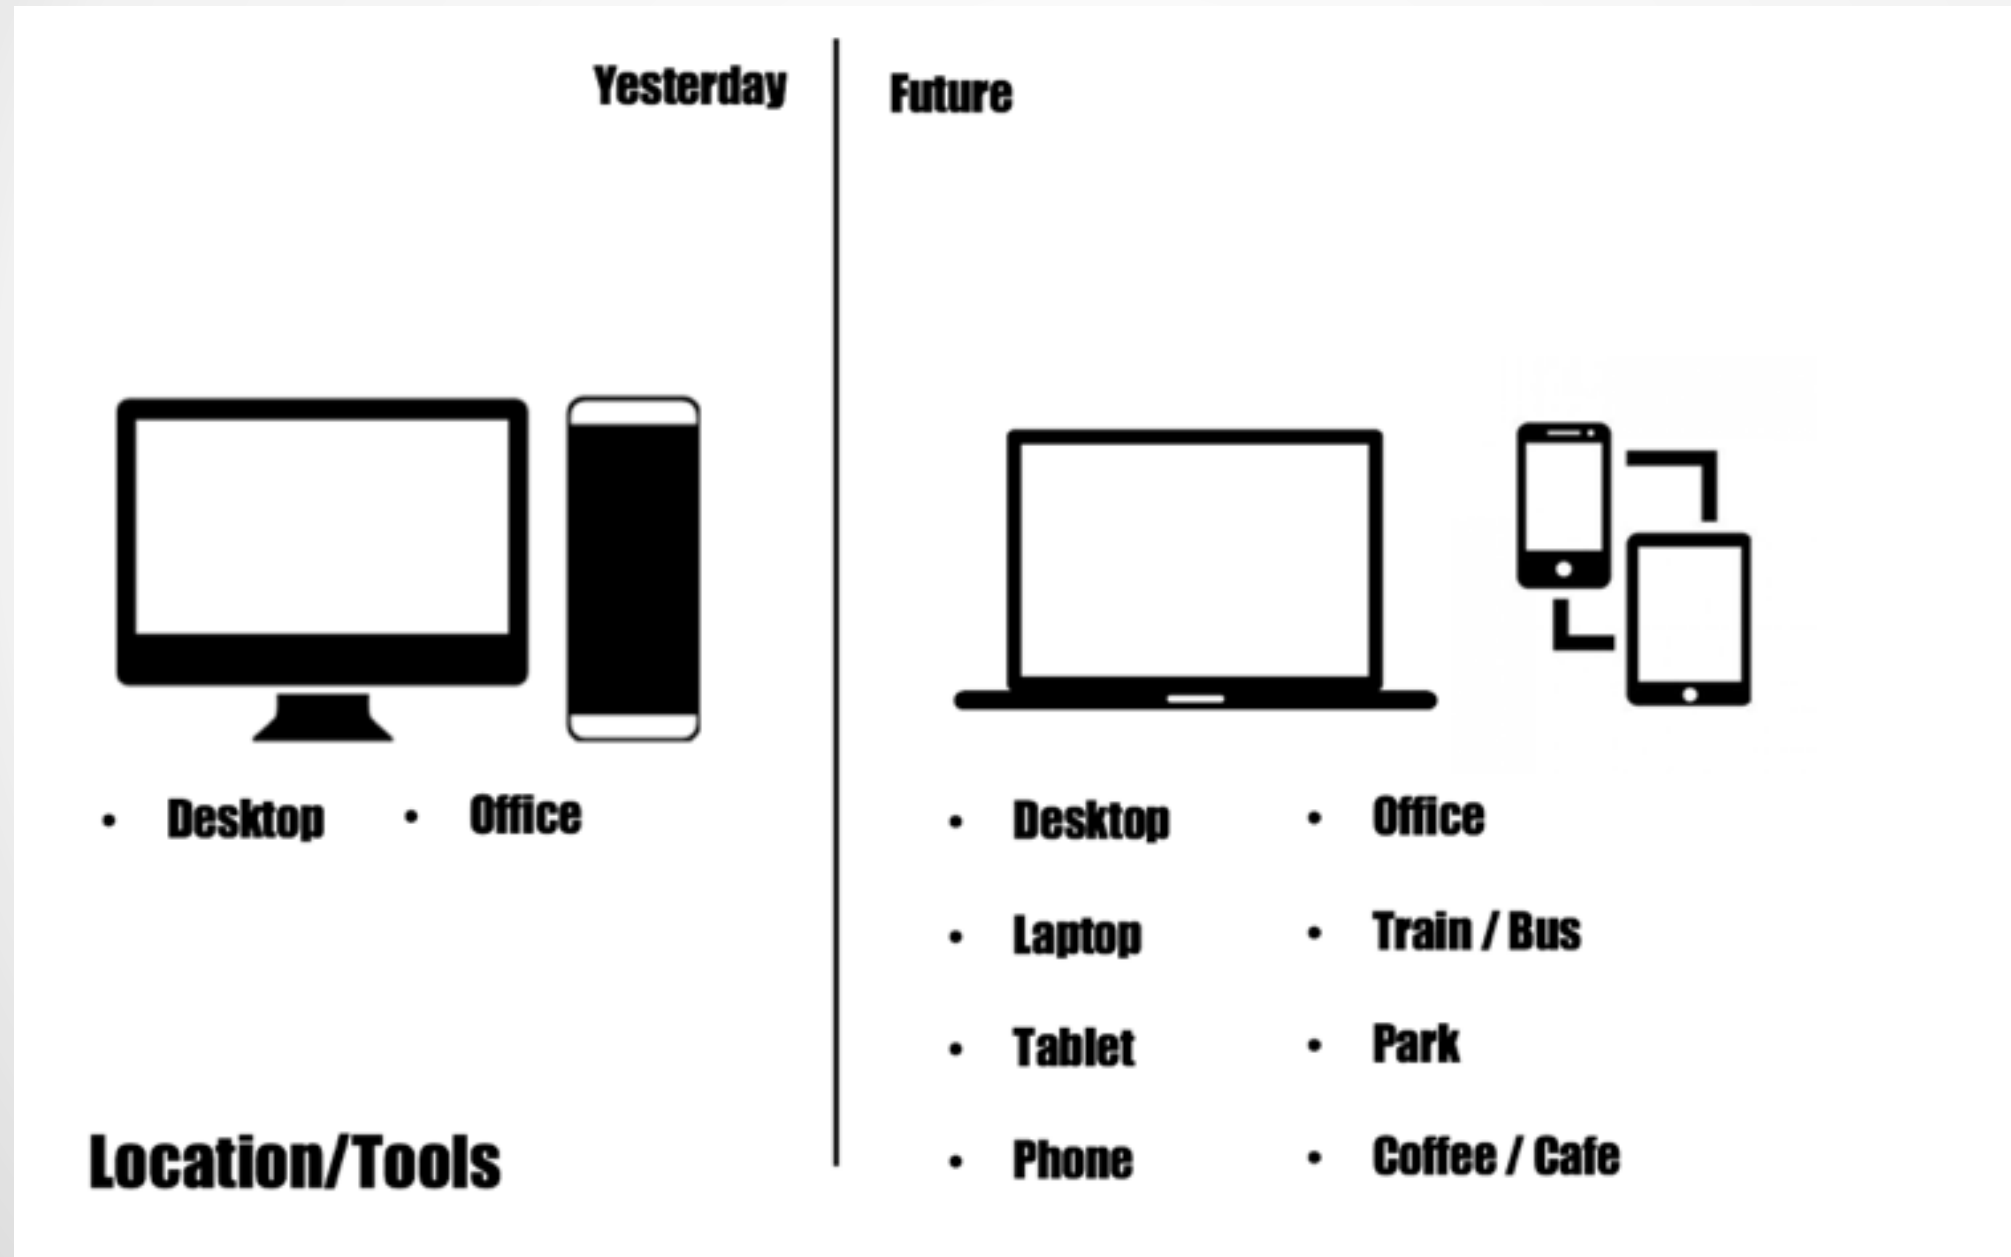 Yesterday
Future
• Desktop • Office
• Desktop • Office
• Laptop • Train / Bus
• Tablet • Park
• Phone • Coffee / Cafe
Location/Tools